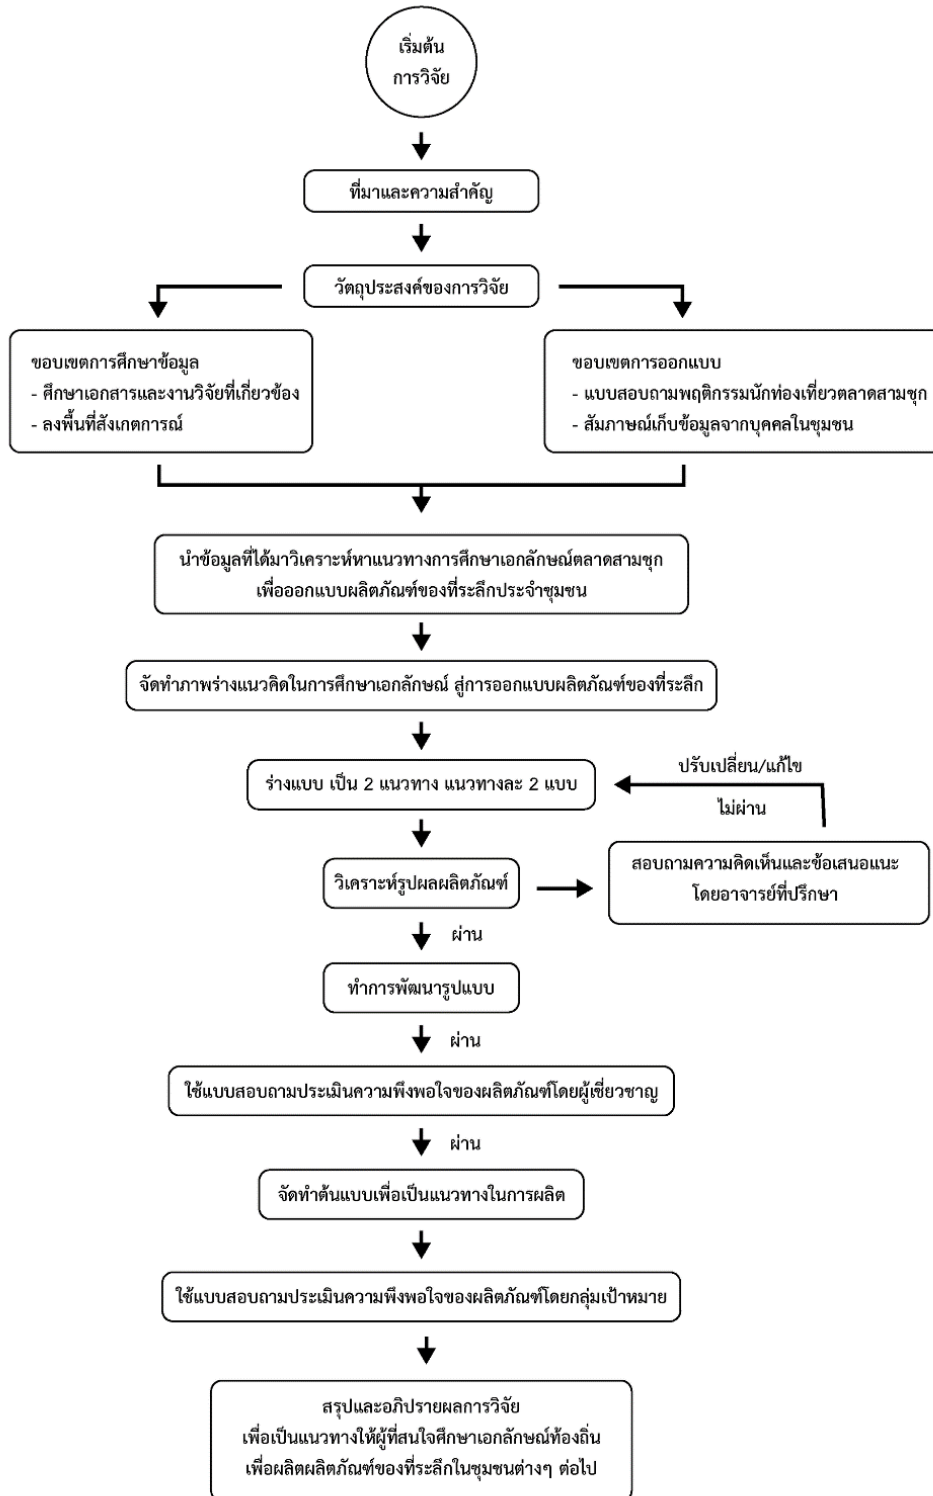 เริ่มต้น
การวิจัย
ที่มาและความสำคัญ
วัตถุประสงค์ของการวิจัย
ขอบเขตการศึกษาข้อมูล
- ศึกษาเอกสารและงานวิจัยที่เกี่ยวข้อง
- ลงพื้นที่สังเกตการณ์
ขอบเขตการออกแบบ
- แบบสอบถามพฤติกรรมนักท่องเที่ยวตลาดสามชุก
- สัมภาษณ์เก็บข้อมูลจากบุคคลในชุมชน
นำข้อมูลที่ได้มาวิเคราะห์หาแนวทางการศึกษาเอกลักษณ์ตลาดสามชุก
เพื่อออกแบบผลิตภัณฑ์ของที่ระลึกประจำชุมชน
จัดทำภาพร่างแนวคิดในการศึกษาเอกลักษณ์ สู่การออกแบบผลิตภัณฑ์ของที่ระลึก
ร่างแบบ เป็น 2 แนวทาง แนวทางละ 2 แบบ
ปรับเปลี่ยน/แก้ไข
ไม่ผ่าน
วิเคราะห์รูปผลผลิตภัณฑ์
สอบถามความคิดเห็นและข้อเสนอแนะ
โดยอาจารย์ที่ปรึกษา
ผ่าน
ทำการพัฒนารูปแบบ
ผ่าน
ใช้แบบสอบถามประเมินความพึงพอใจของผลิตภัณฑ์โดยผู้เชี่ยวชาญ
ผ่าน
จัดทำต้นแบบเพื่อเป็นแนวทางในการผลิต
ใช้แบบสอบถามประเมินความพึงพอใจของผลิตภัณฑ์โดยกลุ่มเป้าหมาย
สรุปและอภิปรายผลการวิจัย
เพื่อเป็นแนวทางให้ผู้ที่สนใจศึกษาเอกลักษณ์ท้องถิ่น
เพื่อผลิตผลิตภัณฑ์ของที่ระลึกในชุมชนต่างๆ ต่อไป